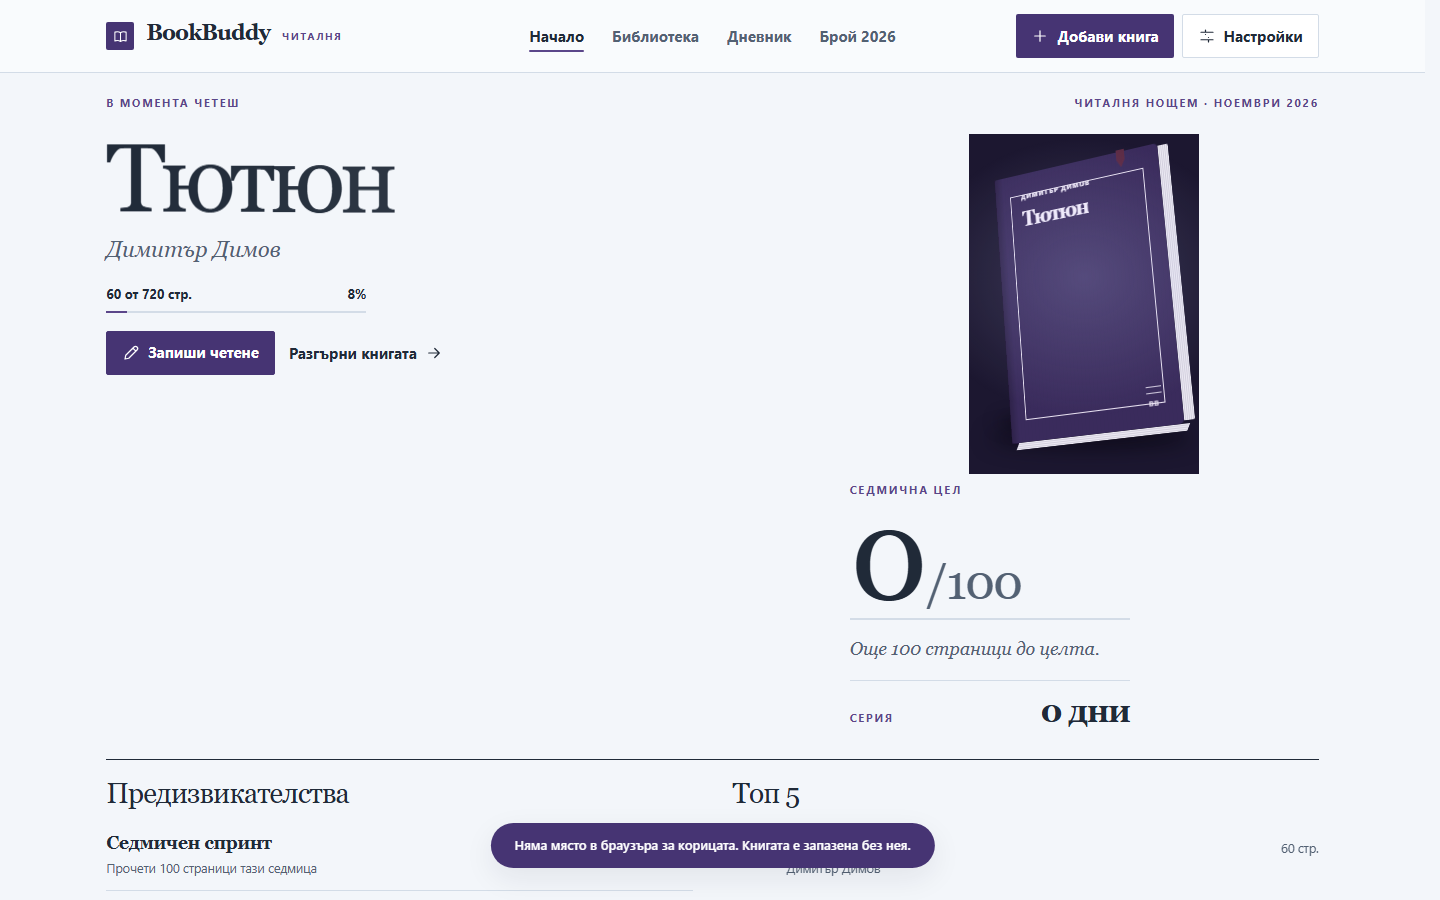 BookBuddy ЧИТАЛНЯ
Начало
Библиотека
Дневник
Брой 2026
Добави книга
Настройки
В МОМЕНТА ЧЕТЕШ
ЧИТАЛНЯ НОЩЕМ · НОЕМВРИ 2026
Тютюн
Димитър Димов
60 от 720 стр.
8%
Запиши четене
Разгърни книгата
ДИМИТЪР ДИМОВ
Тютюн
BB
СЕДМИЧНА ЦЕЛ
0/100
Още 100 страници до целта.
СЕРИЯ
0 дни
Предизвикателства
Седмичен спринт
Прочети 100 страници тази седмица
Топ 5
60 стр.
Димитър Димов
Няма място в браузъра за корицата. Книгата е запазена без нея.